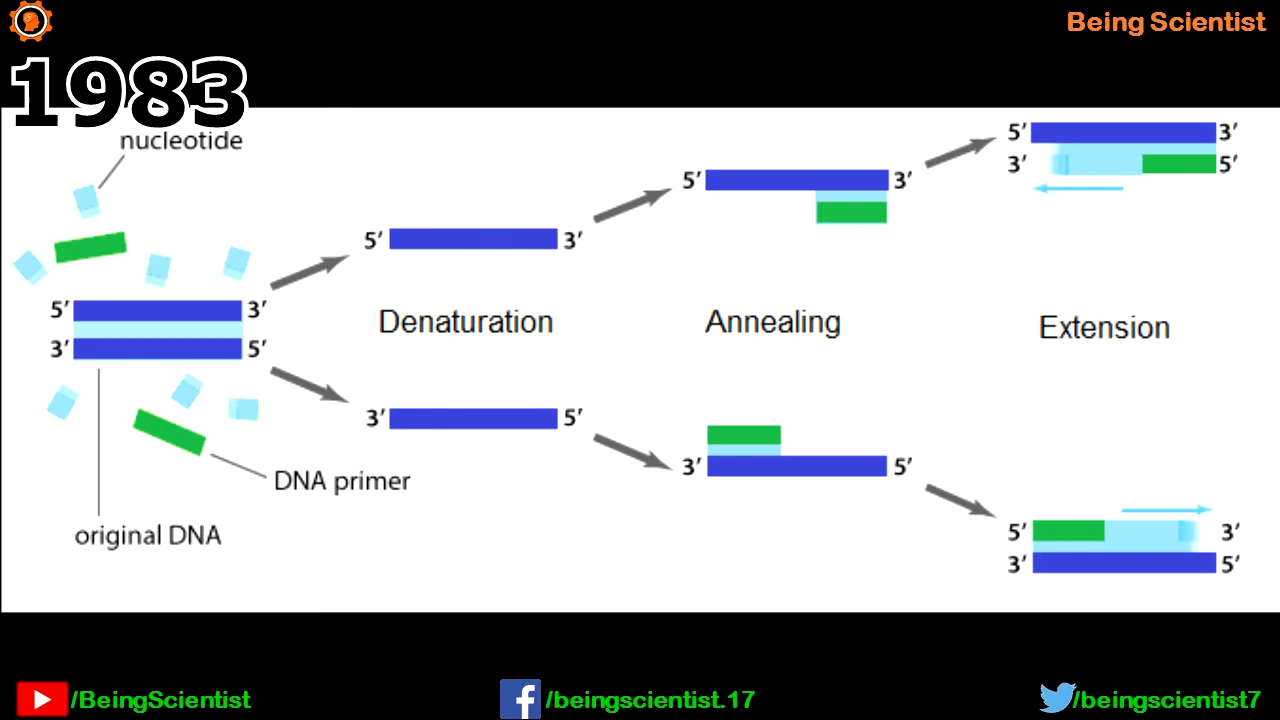 Being Scientist
1983
nucleotide
5′ 3′
3′ 5′
5′ 3′
5′ 3′
5′ 3′
3′ 5′
Denaturation
Annealing
Extension
3′ 5′
3′ 5′
DNA primer
original DNA
5′ 3′
3′ 5′
/BeingScientist
/beingscientist.17
/beingscientist7